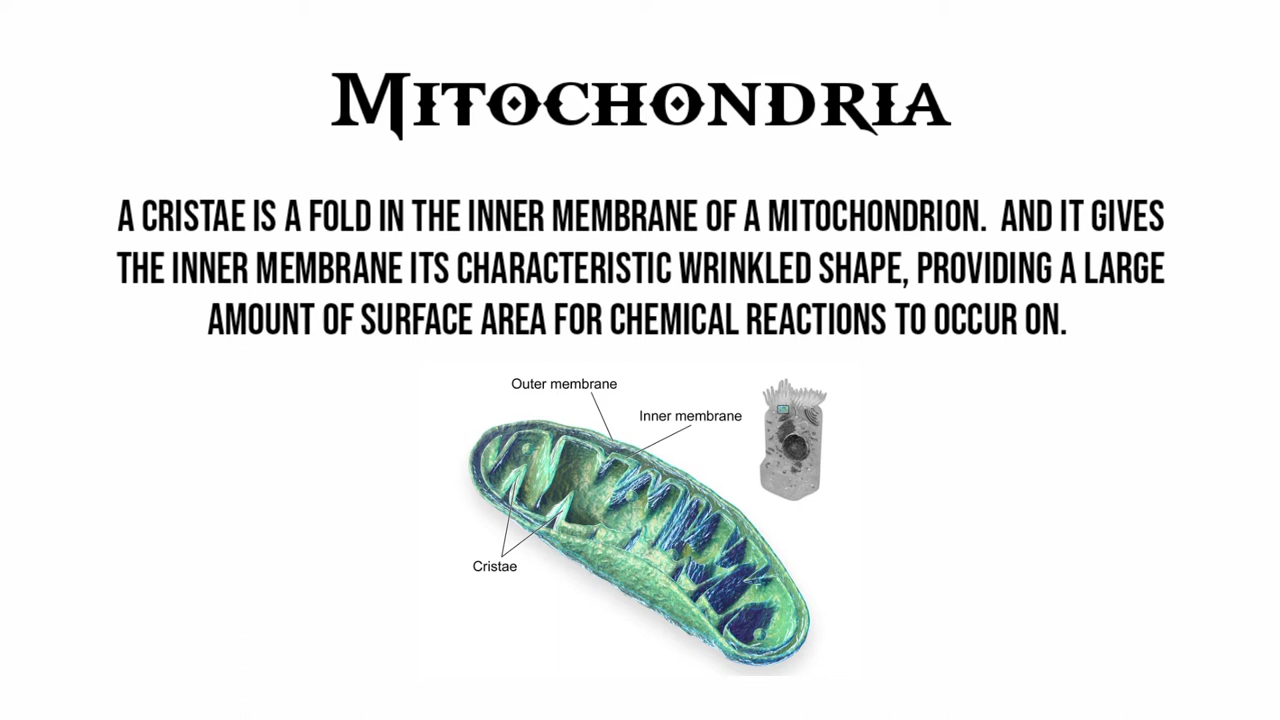 MITOCHONDRIA
A CRISTAE IS A FOLD IN THE INNER MEMBRANE OF A MITOCHONDRION.  AND IT GIVES
THE INNER MEMBRANE ITS CHARACTERISTIC WRINKLED SHAPE, PROVIDING A LARGE
AMOUNT OF SURFACE AREA FOR CHEMICAL REACTIONS TO OCCUR ON.
Outer membrane
Inner membrane
Cristae